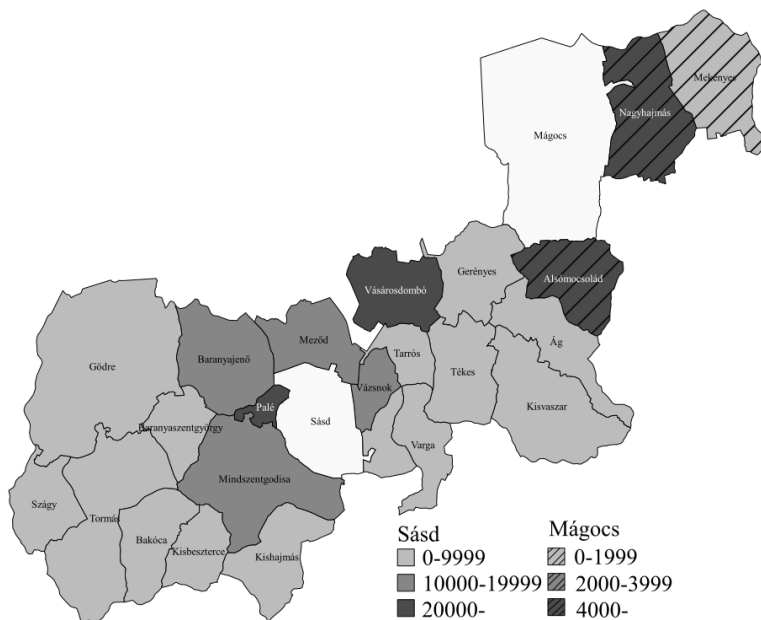 Mekényes
Nagyhajmás
Mágocs
Gerényes
Alsómocsolád
Vásárosdombó
Meződ
Ág
Gödre
Baranyajenő
Tarrós
Tékes
Vázsnok
Kisvaszar
Palé
Baranyaszentgyörgy
Sásd
Varga
Mindszentgodisa
Szágy
Tormás
Bakóca
Kisbeszterce
Kishajmás
Sásd
0-9999
10000-19999
20000-
Mágocs
0-1999
2000-3999
4000-